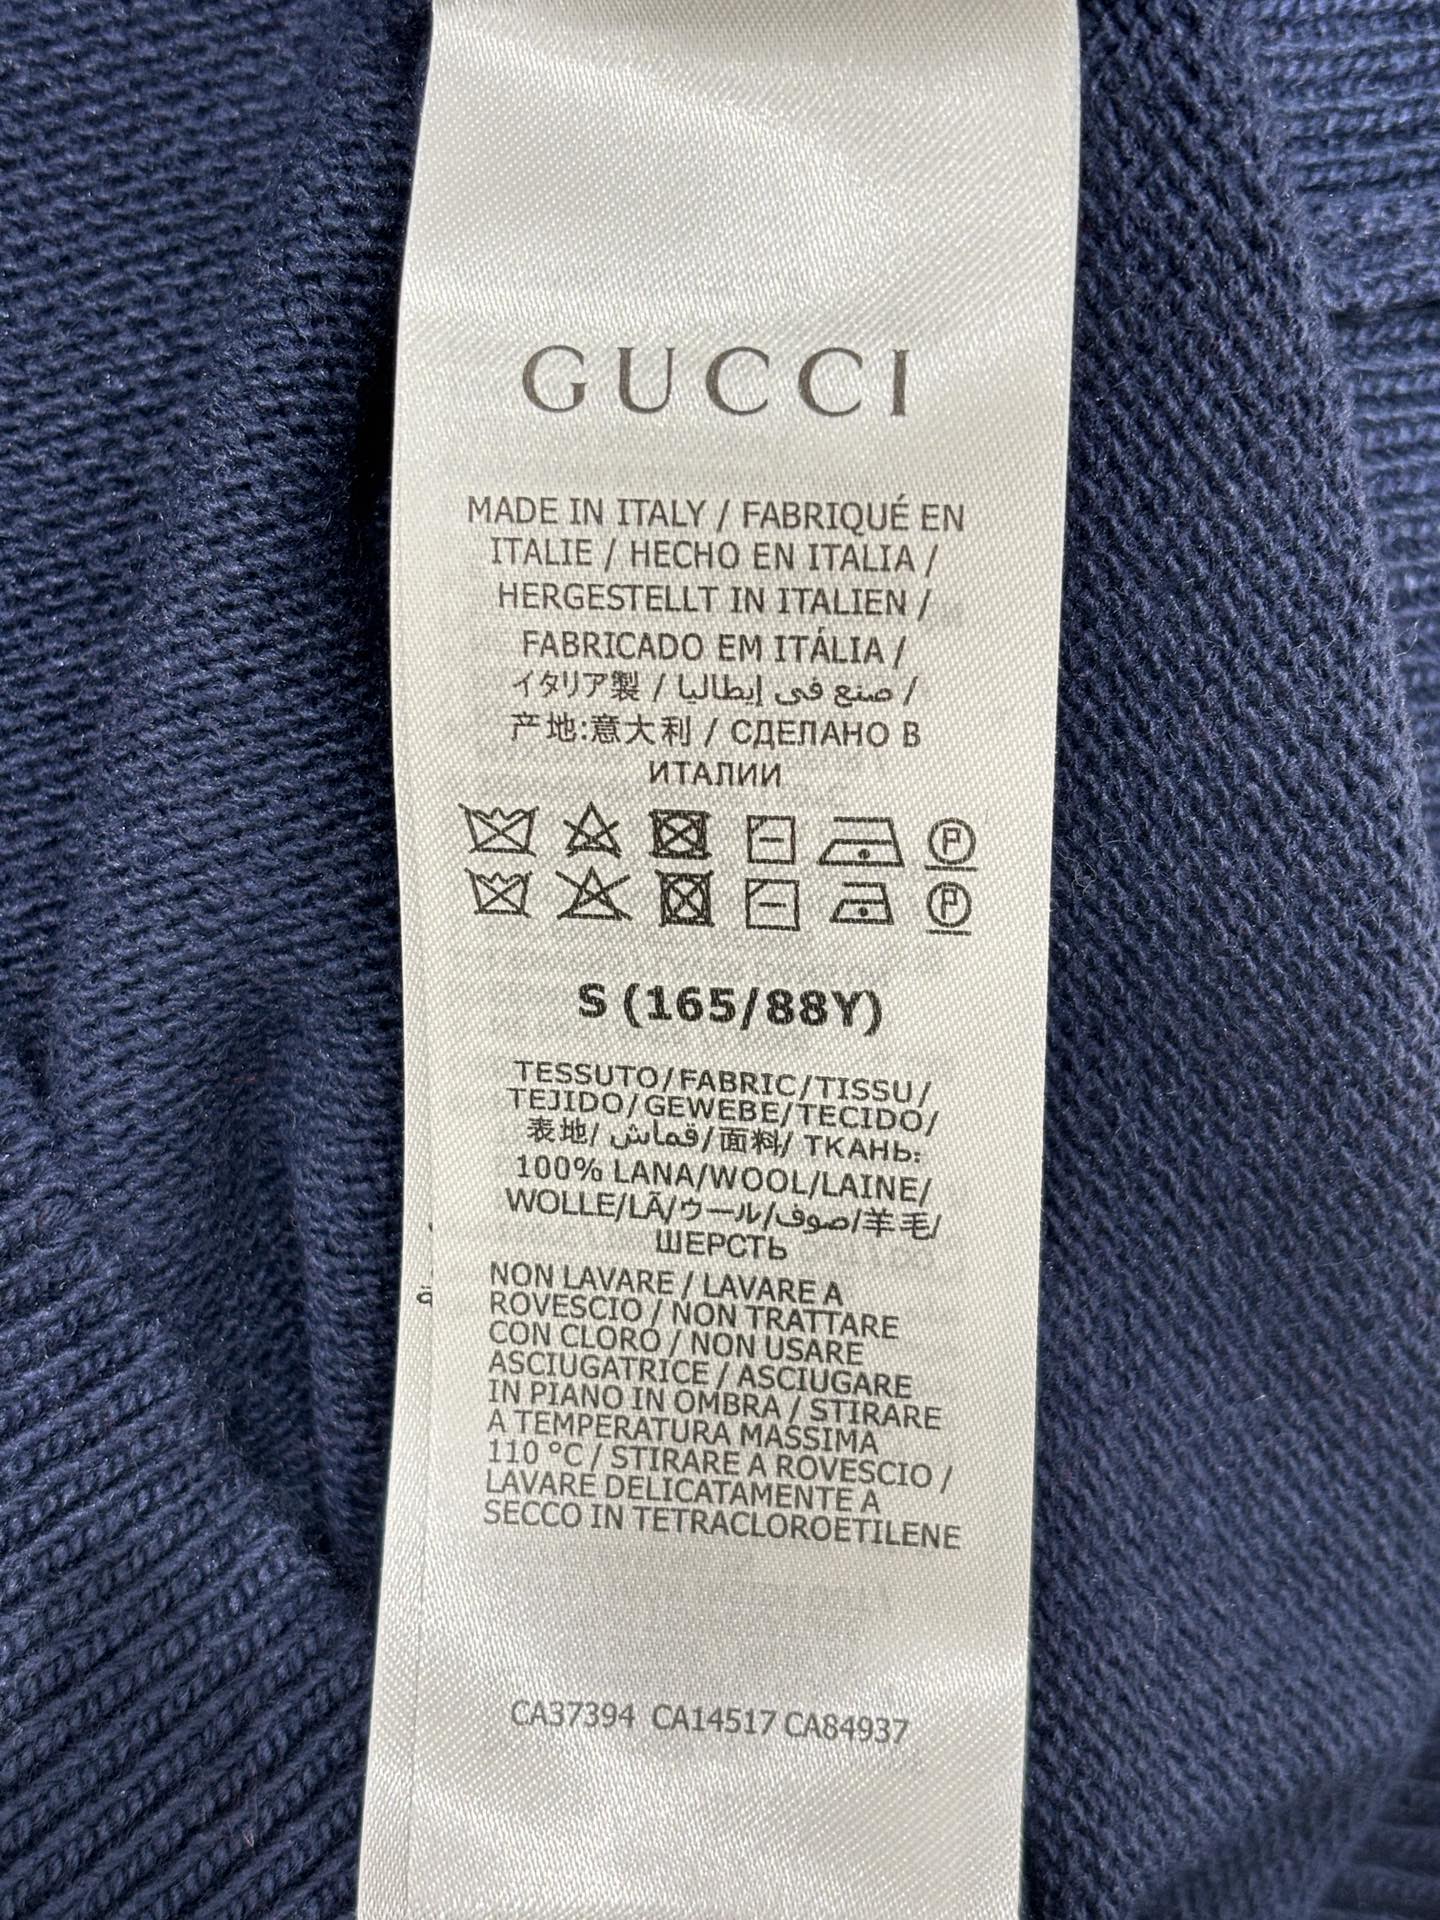 GUCCI
MADE IN ITALY / FABRIQUÉ EN
ITALIE / HECHO EN ITALIA /
HERGESTELLT IN ITALIEN /
FABRICADO EM ITÁLIA /
イタリア製 / صنع في إيطاليا /
产地:意大利 / СДЕЛАНО В
ИТАЛИИ
P
P
S (165/88Y)
TESSUTO/FABRIC/TISSU/
TEJIDO/GEWEBE/TECIDO/
表地/ قماش/面料/ ТКАНЬ:
100% LANA/WOOL/LAINE/
WOLLE/LÃ/ウール/صوف/羊毛/
ШЕРСТЬ
NON LAVARE / LAVARE A
ROVESCIO / NON TRATTARE
CON CLORO / NON USARE
ASCIUGATRICE / ASCIUGARE
IN PIANO IN OMBRA / STIRARE
A TEMPERATURA MASSIMA
110 °C / STIRARE A ROVESCIO /
LAVARE DELICATAMENTE A
SECCO IN TETRACLOROETILENE
CA37394 CA14517 CA84937